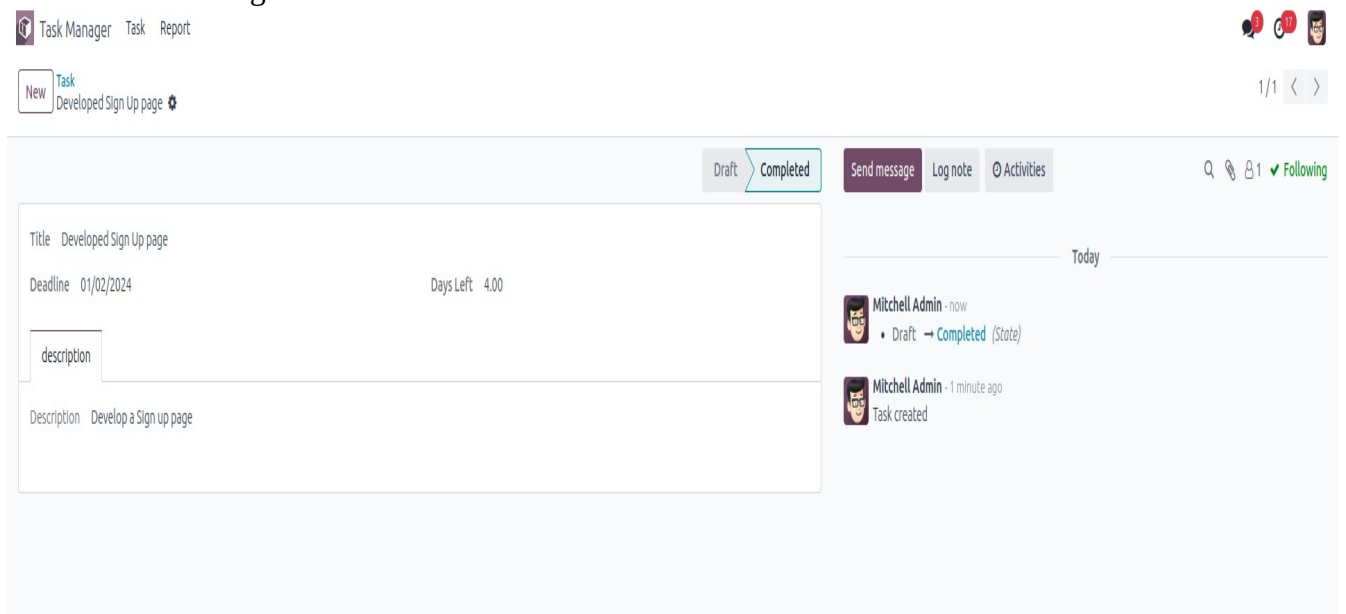 Task Manager Task Report
3 17
New Task
Developed Sign Up page
1 / 1
Draft Completed
Send message Log note Activities 1 Following
Title Developed Sign Up page
Deadline 01/02/2024 Days Left 4.00
description
Description Develop a Sign up page
Today
Mitchell Admin - now
• Draft → Completed (State)
Mitchell Admin - 1 minute ago
Task created